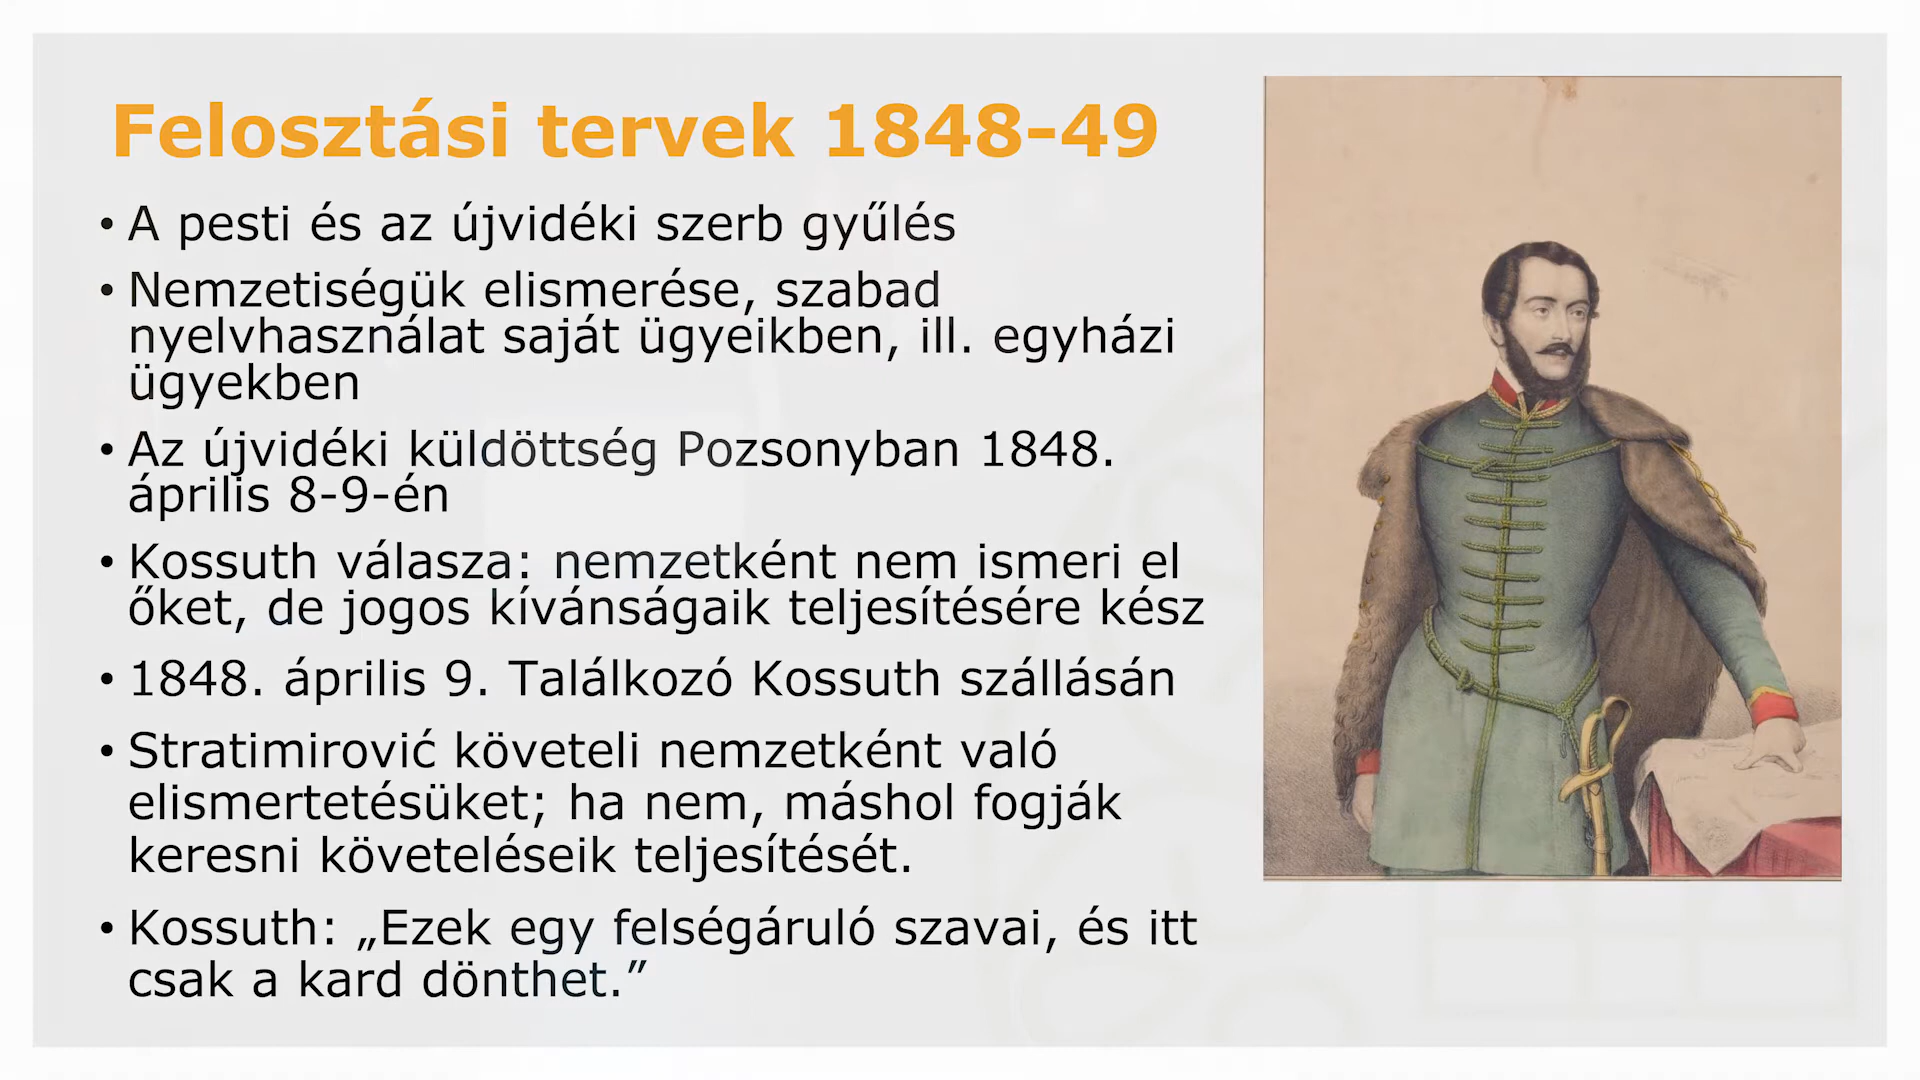 Felosztási tervek 1848-49
• A pesti és az újvidéki szerb gyűlés
• Nemzetiségük elismerése, szabad
nyelvhasználat saját ügyeikben, ill. egyházi
ügyekben
• Az újvidéki küldöttség Pozsonyban 1848.
április 8-9-én
• Kossuth válasza: nemzetként nem ismeri el
őket, de jogos kívánságaik teljesítésére kész
• 1848. április 9. Találkozó Kossuth szállásán
• Stratimirović követeli nemzetként való
elismertetésüket; ha nem, máshol fogják
keresni követeléseik teljesítését.
• Kossuth: „Ezek egy felségáruló szavai, és itt
csak a kard dönthet.”